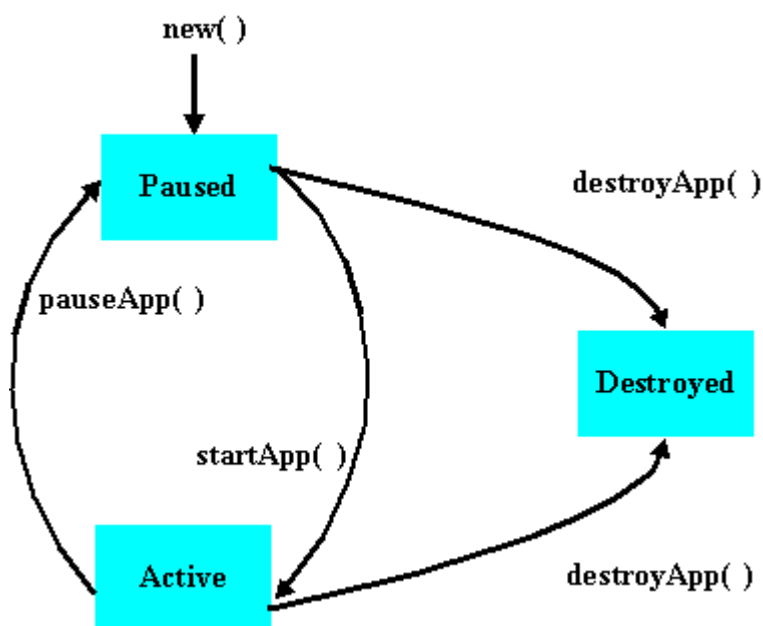 new( )
Paused
destroyApp( )
pauseApp( )
Destroyed
startApp( )
Active
destroyApp( )